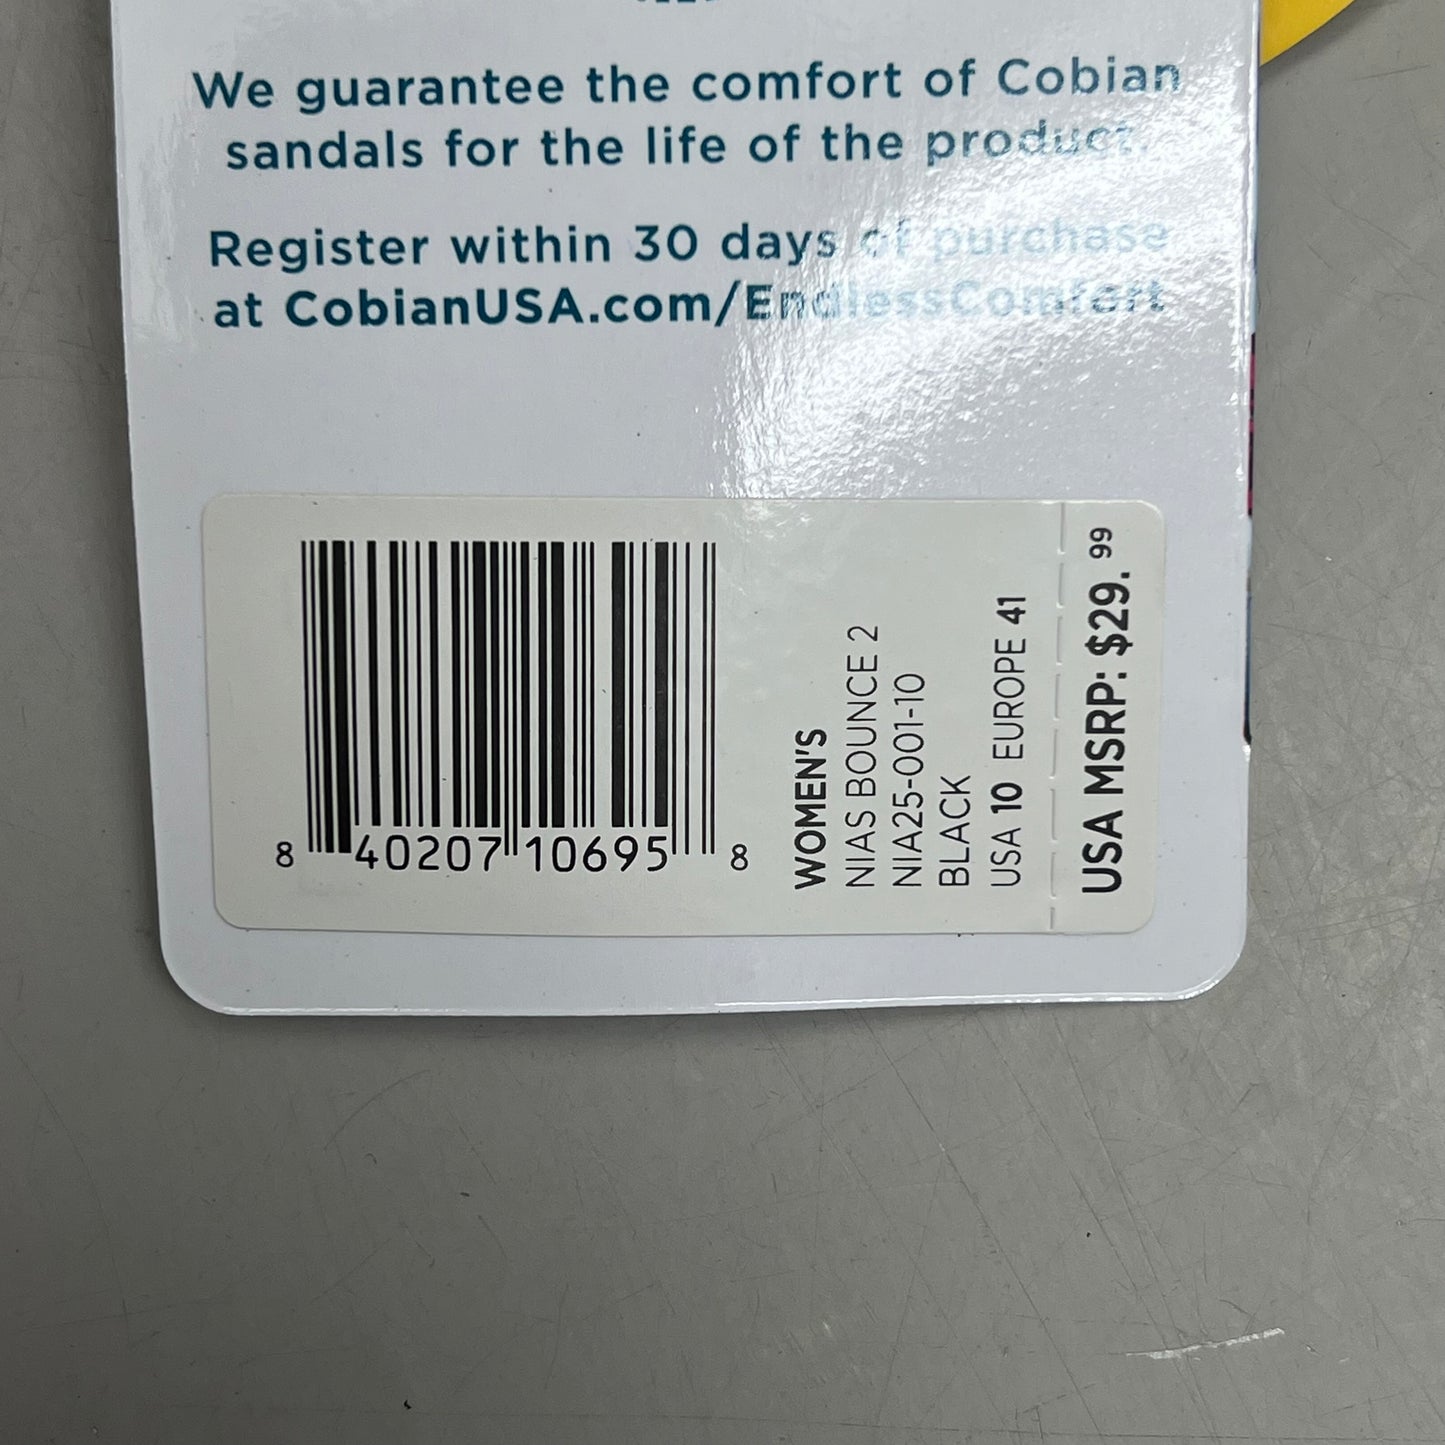 We guarantee the comfort of Cobian
sandals for the life of the product.
Register within 30 days of purchase
at CobianUSA.com/EndlessComfort
8 40207 10695 8
WOMEN'S
NIAS BOUNCE 2
NIA25-001-10
BLACK
USA 10 EUROPE 41
USA MSRP: $29.99